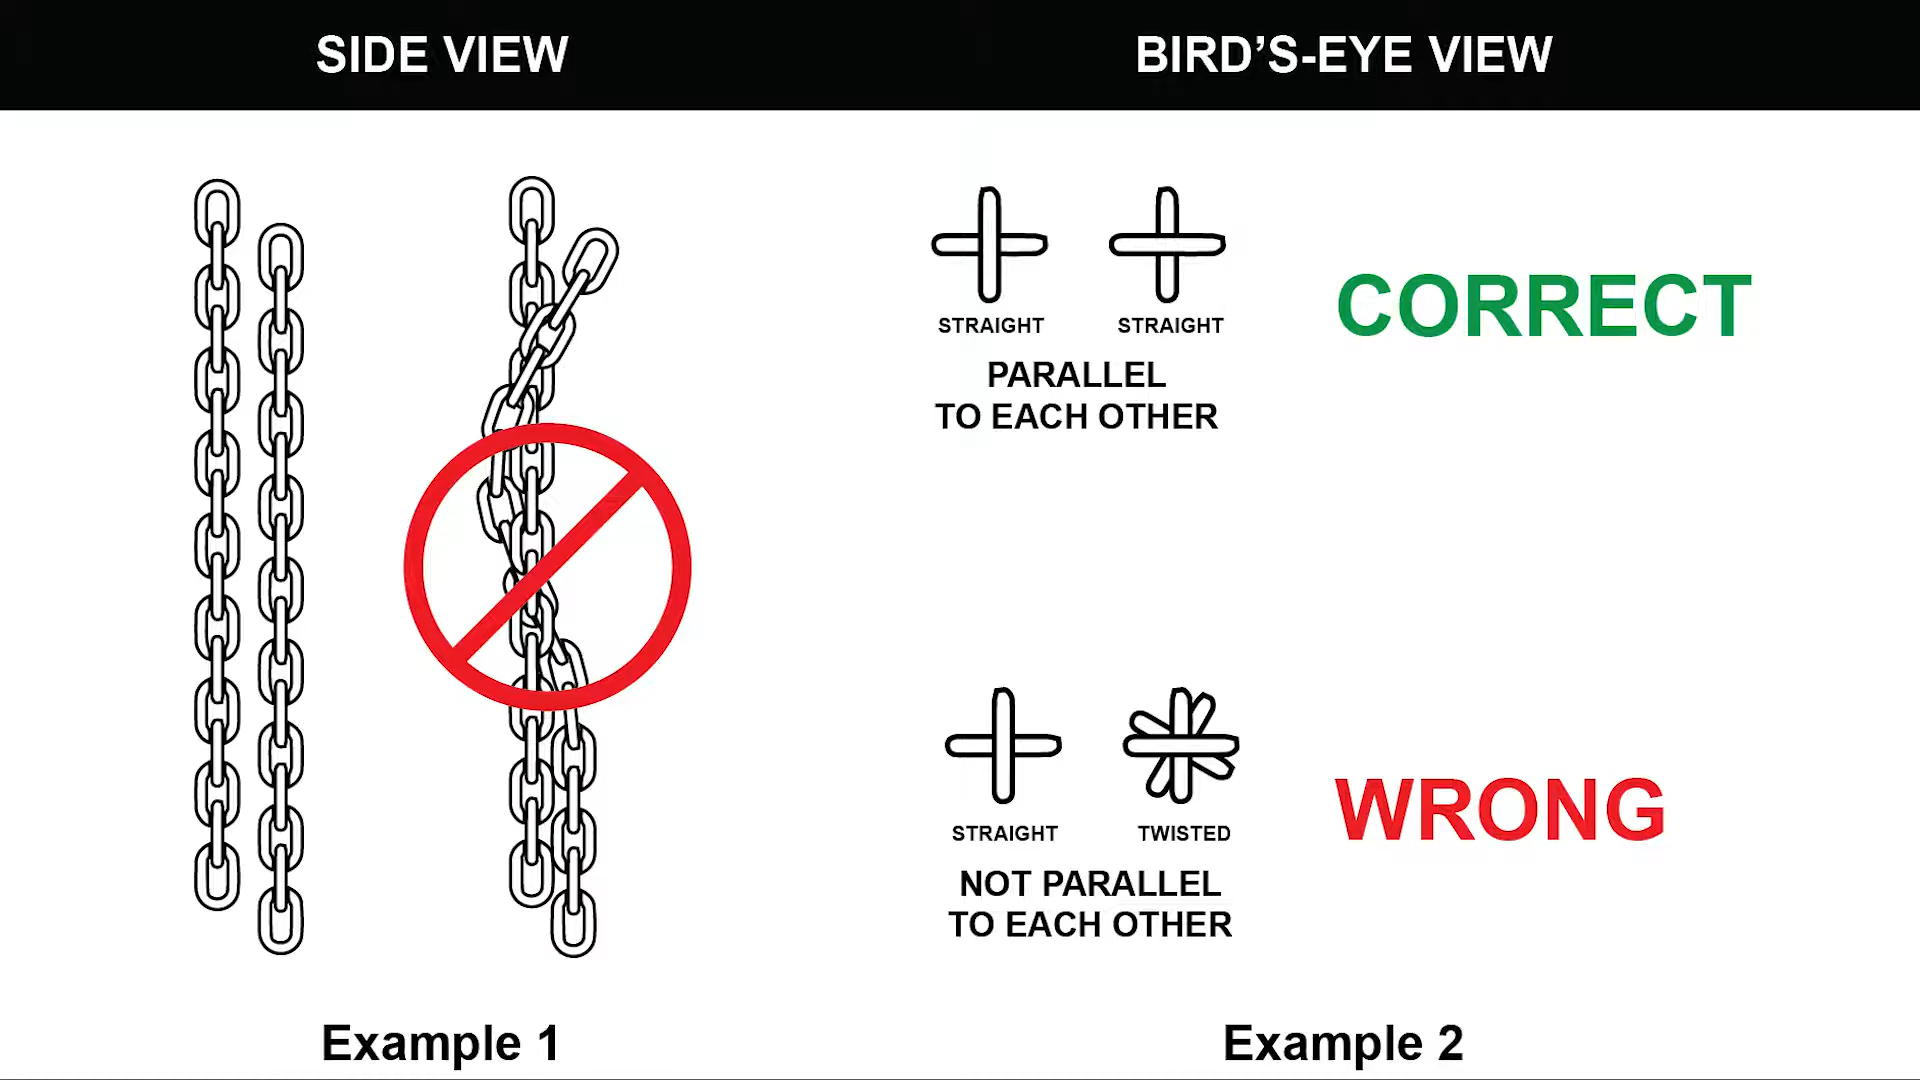 SIDE VIEW
BIRD’S-EYE VIEW
STRAIGHT
STRAIGHT
PARALLEL
TO EACH OTHER
CORRECT
STRAIGHT
TWISTED
NOT PARALLEL
TO EACH OTHER
WRONG
Example 1
Example 2